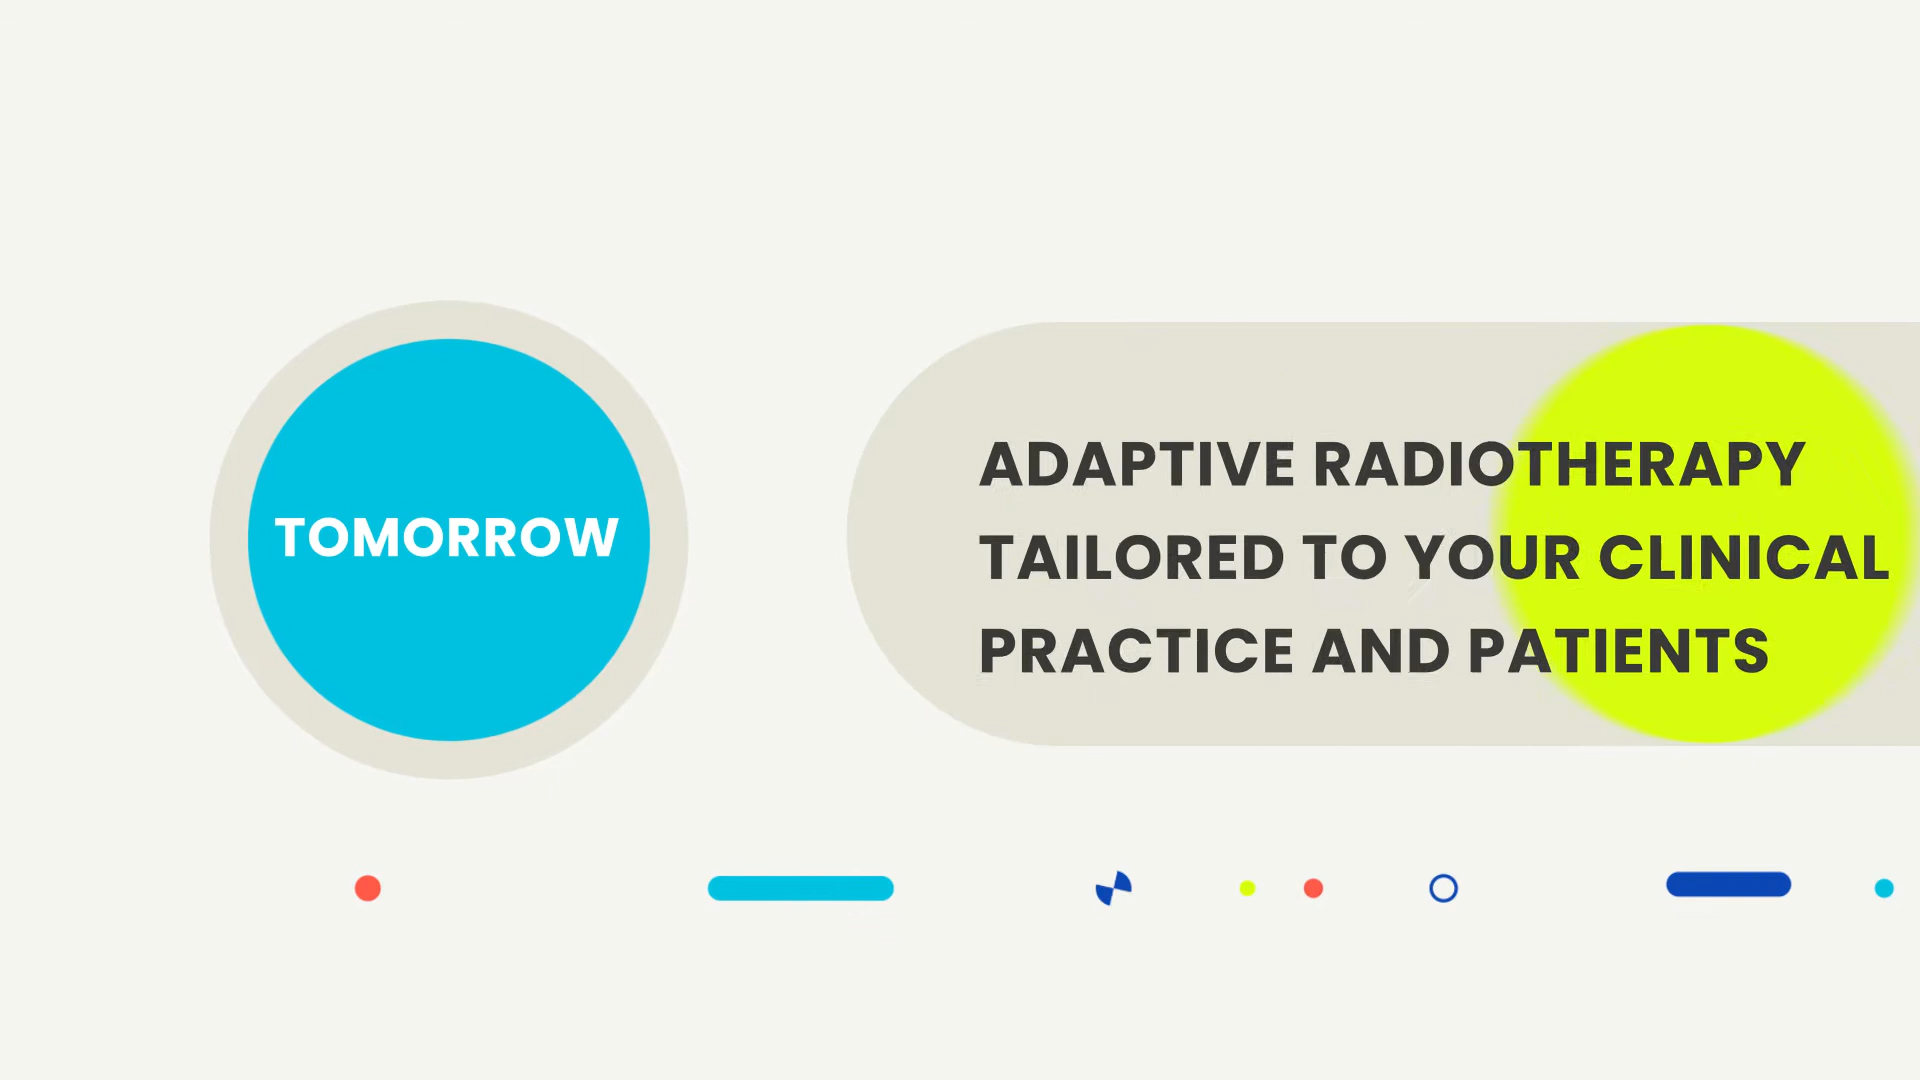 TOMORROW
ADAPTIVE RADIOTHERAPY
TAILORED TO YOUR CLINICAL
PRACTICE AND PATIENTS